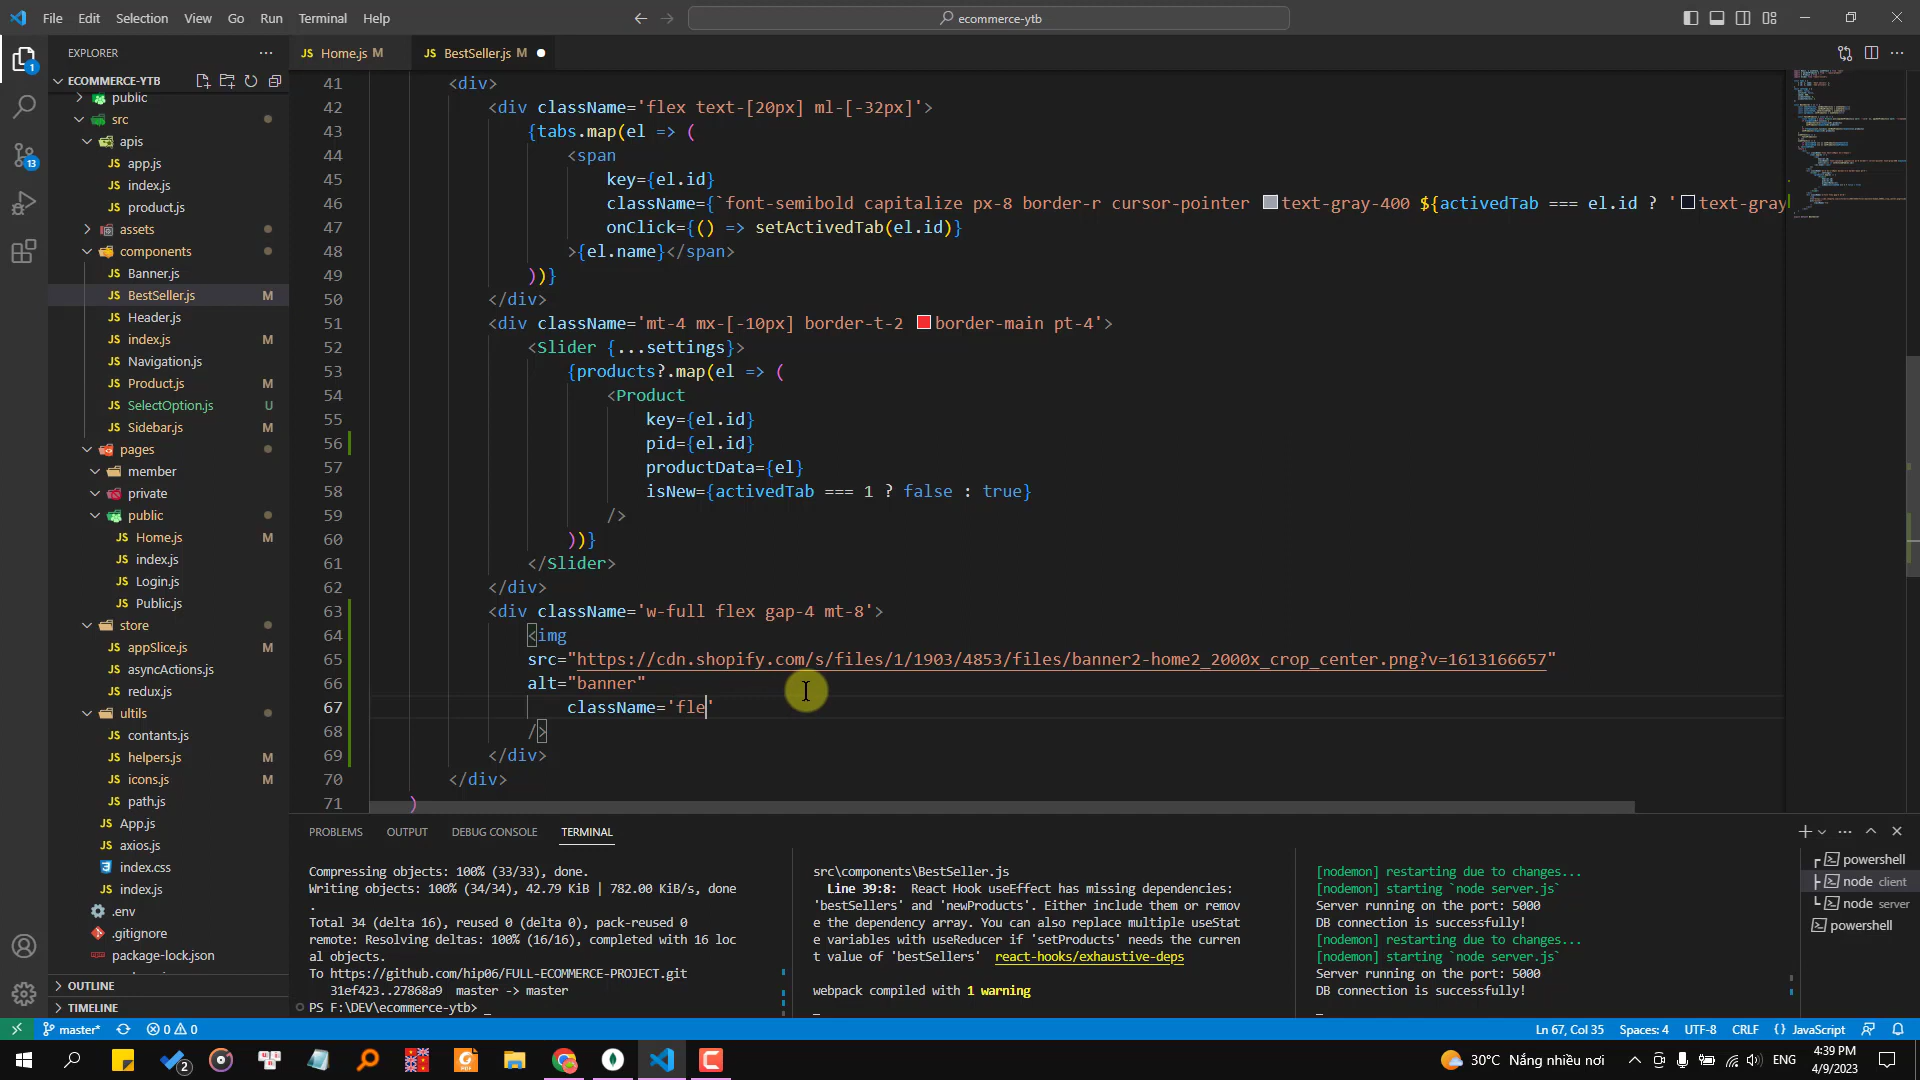 File Edit Selection View Go Run Terminal Help
ecommerce-ytb
EXPLORER
ECOMMERCE-YTB
public
src
apis
app.js
index.js
product.js
assets
components
Banner.js
BestSeller.js M
Header.js
index.js M
Navigation.js
Product.js M
SelectOption.js U
Sidebar.js M
pages
member
private
public
Home.js M
index.js
Login.js
Public.js
store
appSlice.js M
asyncActions.js
redux.js
ultils
contants.js
helpers.js M
icons.js M
path.js
App.js
axios.js
index.css
index.js
.env
.gitignore
package-lock.json
OUTLINE
TIMELINE
1
13
Home.js M
BestSeller.js M
41 <div>
42 <div className='flex text-[20px] ml-[-32px]'>
43 {tabs.map(el => (
44 <span
45 key={el.id}
46 className={`font-semibold capitalize px-8 border-r cursor-pointer text-gray-400 ${activedTab === el.id ? 'text-gray
47 onClick={() => setActivedTab(el.id)}
48 >{el.name}</span>
49 ))}
50 </div>
51 <div className='mt-4 mx-[-10px] border-t-2 border-main pt-4'>
52 <Slider {...settings}>
53 {products?.map(el => (
54 <Product
55 key={el.id}
56 pid={el.id}
57 productData={el}
58 isNew={activedTab === 1 ? false : true}
59 />
60 ))}
61 </Slider>
62 </div>
63 <div className='w-full flex gap-4 mt-8'>
64 <img
65 src="https://cdn.shopify.com/s/files/1/1903/4853/files/banner2-home2_2000x_crop_center.png?v=1613166657"
66 alt="banner"
67 className='fle'
68 />
69 </div>
70 </div>
71 )
PROBLEMS OUTPUT DEBUG CONSOLE TERMINAL
Compressing objects: 100% (33/33), done.
Writing objects: 100% (34/34), 42.79 KiB | 782.00 KiB/s, done
.
Total 34 (delta 16), reused 0 (delta 0), pack-reused 0
remote: Resolving deltas: 100% (16/16), completed with 16 loc
al objects.
To https://github.com/hip06/FULL-ECOMMERCE-PROJECT.git
31ef423..27868a9 master -> master
PS F:\DEV\ecommerce-ytb> _
src\components\BestSeller.js
Line 39:8: React Hook useEffect has missing dependencies:
'bestSellers' and 'newProducts'. Either include them or remov
e the dependency array. You can also replace multiple useStat
e variables with useReducer if 'setProducts' needs the curren
t value of 'bestSellers' react-hooks/exhaustive-deps
webpack compiled with 1 warning
_
[nodemon] restarting due to changes...
[nodemon] starting `node server.js`
Server running on the port: 5000
DB connection is successfully!
[nodemon] restarting due to changes...
[nodemon] starting `node server.js`
Server running on the port: 5000
DB connection is successfully!
_
powershell
node client
node server
powershell
master* 0 0
Ln 67, Col 35 Spaces: 4 UTF-8 CRLF {} JavaScript
2
30°C Nắng nhiều nơi
ENG
4:39 PM
4/9/2023